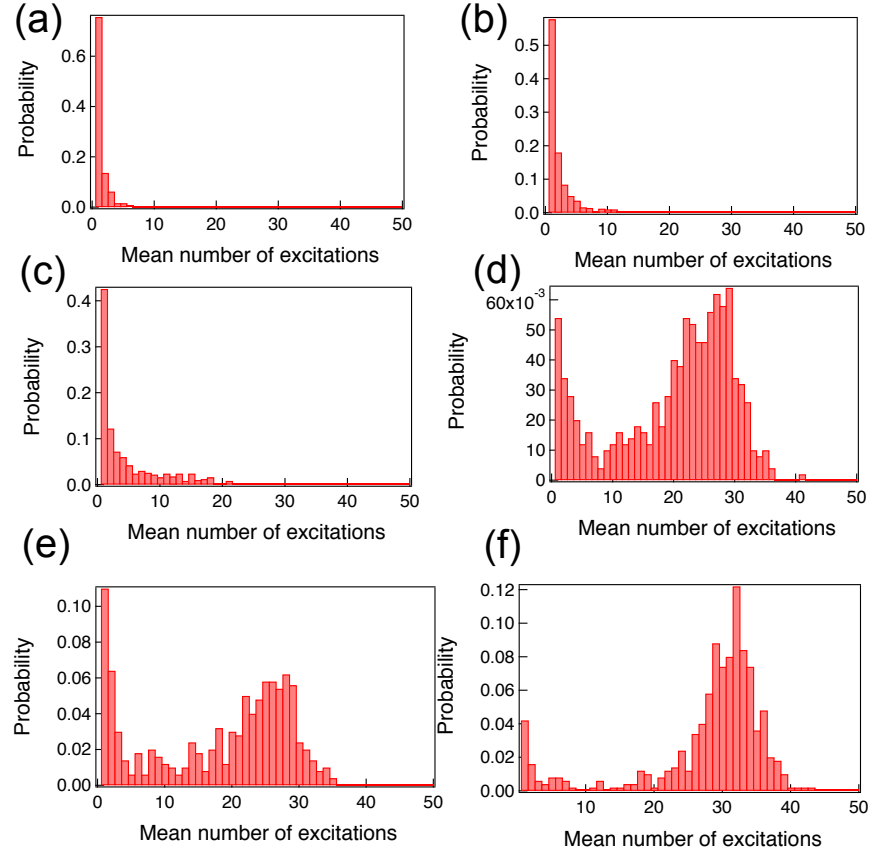 (a)
Probability
0.6
0.4
0.2
0.0
0 10 20 30 40 50
Mean number of excitations
(b)
Probability
0.5
0.4
0.3
0.2
0.1
0.0
0 10 20 30 40 50
Mean number of excitations
(c)
Probability
0.4
0.3
0.2
0.1
0.0
0 10 20 30 40 50
Mean number of excitations
(d)
Probability
60x10⁻³
50
40
30
20
10
0
0 10 20 30 40 50
Mean number of excitations
(e)
Probability
0.10
0.08
0.06
0.04
0.02
0.00
0 10 20 30 40 50
Mean number of excitations
(f)
Probability
0.12
0.10
0.08
0.06
0.04
0.02
0.00
10 20 30 40 50
Mean number of excitations